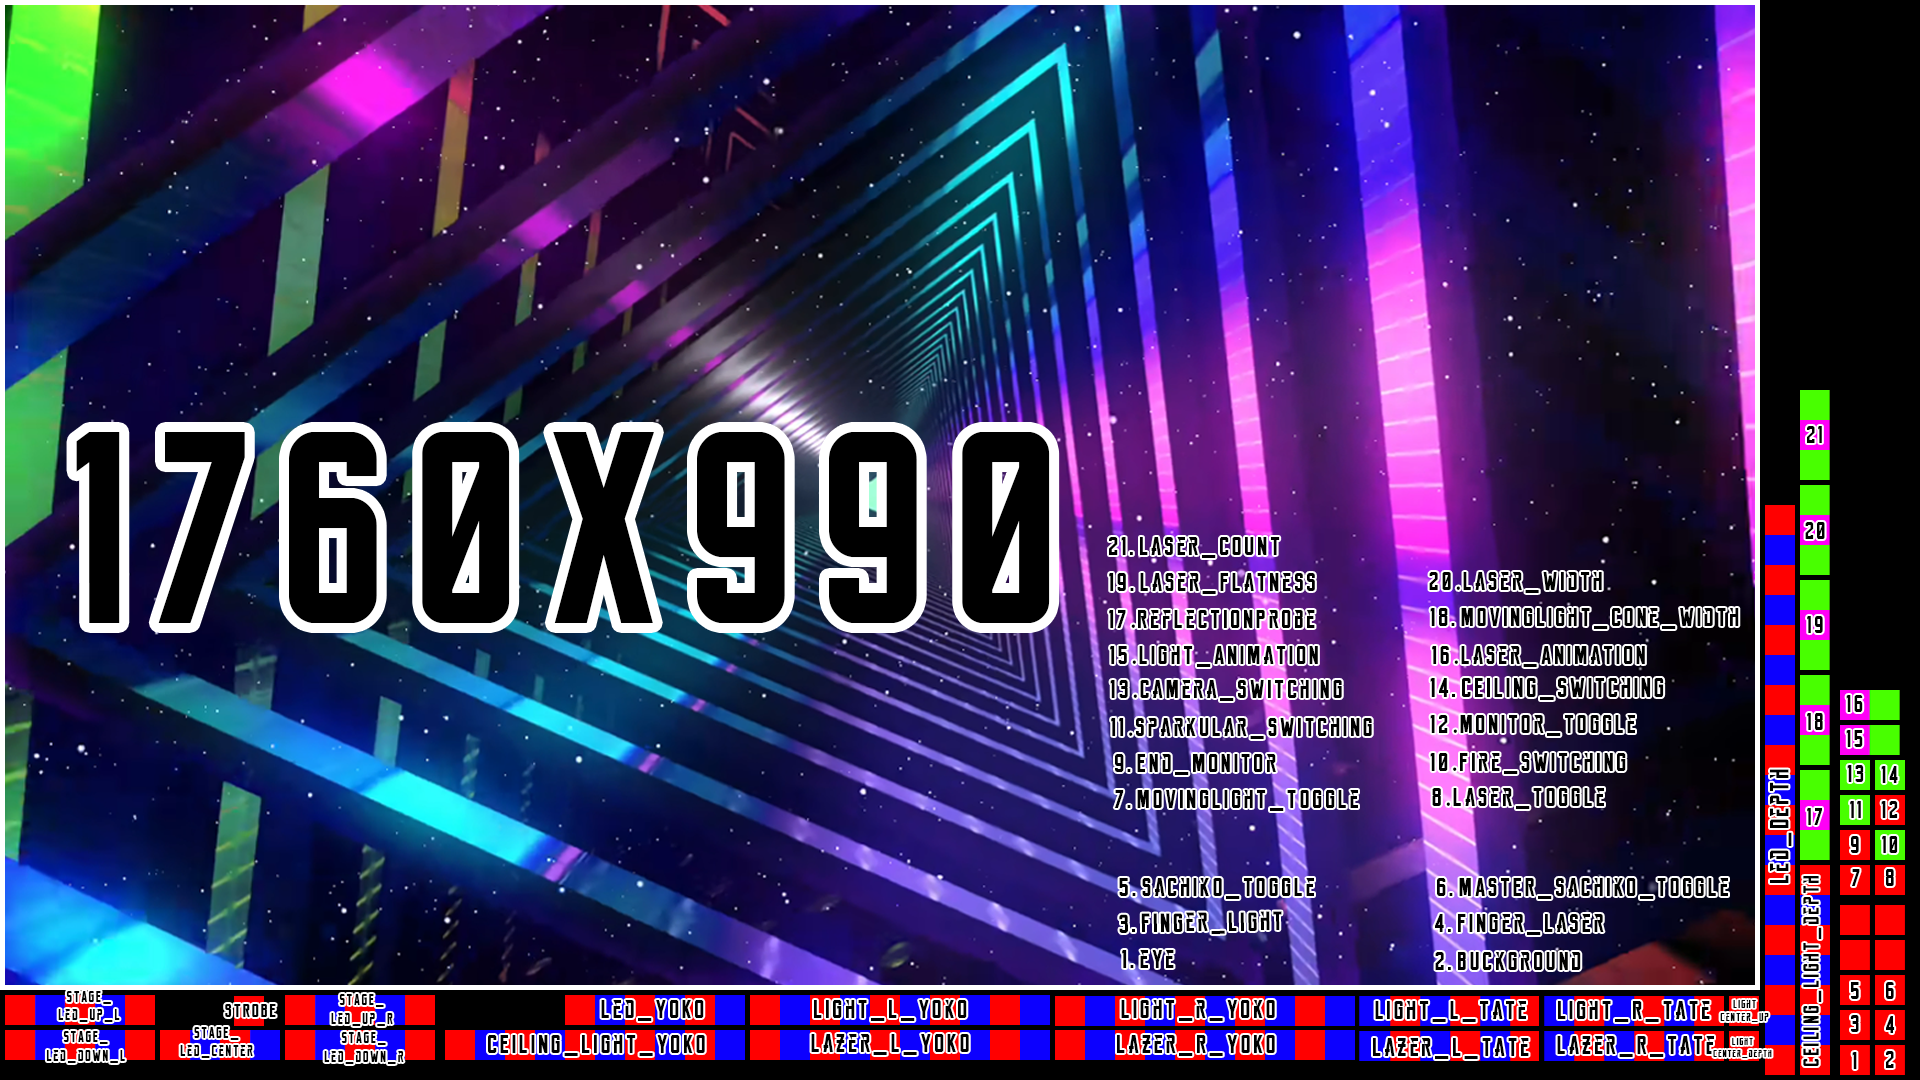 1760X990
21.LASER_COUNT
19.LASER_FLATNESS
20.LASER_WIDTH
17.REFLECTIONPROBE
18.MOVINGLIGHT_CONE_WIDTH
15.LIGHT_ANIMATION
16.LASER_ANIMATION
13.CAMERA_SWITCHING
14.CEILING_SWITCHING
11.SPARKULAR_SWITCHING
12.MONITOR_TOGGLE
9.END_MONITOR
10.FIRE_SWITCHING
7.MOVINGLIGHT_TOGGLE
8.LASER_TOGGLE
5.SACHIKO_TOGGLE
6.MASTER_SACHIKO_TOGGLE
3.FINGER_LIGHT
4.FINGER_LASER
1.EYE
2.BUCKGROUND
STAGE_
LED_UP_L
STROBE
STAGE_
LED_UP_R
LED_YOKO
LIGHT_L_YOKO
LIGHT_R_YOKO
LIGHT_L_TATE
LIGHT_R_TATE
LIGHT
CENTER_UP
STAGE_
LED_DOWN_L
STAGE_
LED_CENTER
STAGE_
LED_DOWN_R
CEILING_LIGHT_YOKO
LAZER_L_YOKO
LAZER_R_YOKO
LAZER_L_TATE
LAZER_R_TATE
LIGHT
CENTER_DEPTH
LED_DEPTH
21
20
19
18
17
CEILING_LIGHT_DEPTH
16
15
13 14
11 12
9 10
7 8
5 6
3 4
1 2